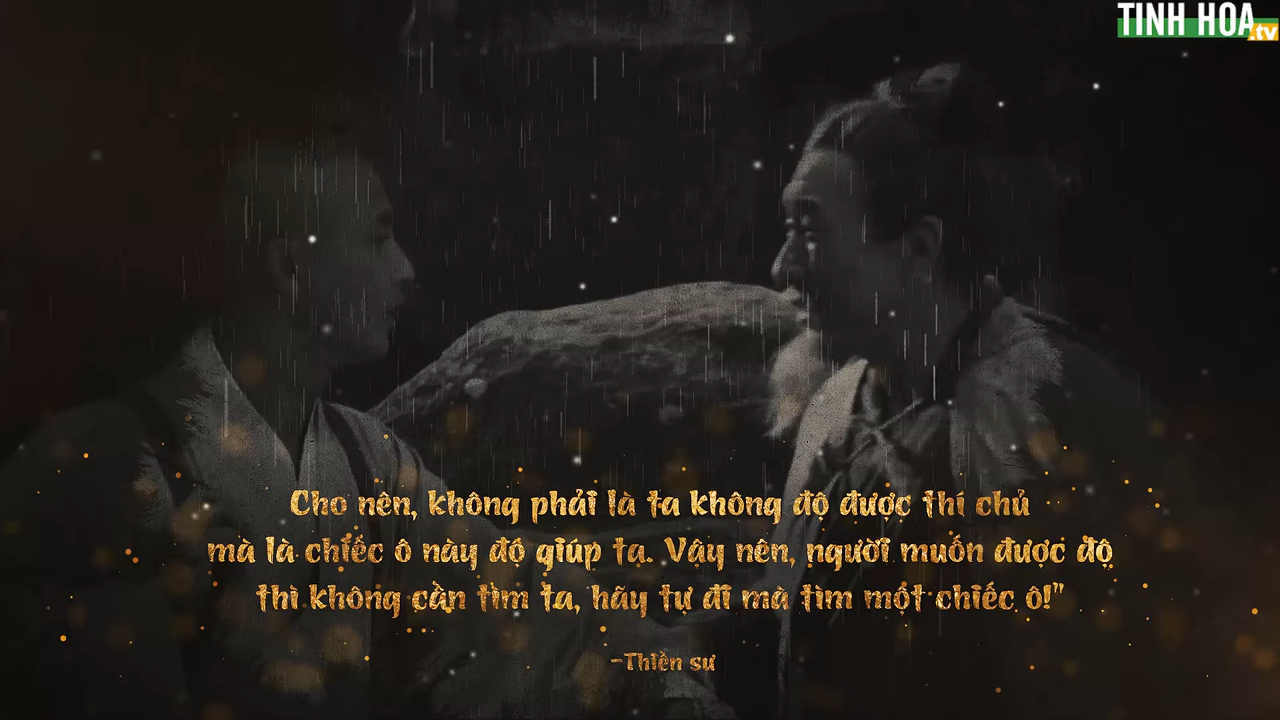 TINH HOA
.tv
Cho nên, không phải là ta không độ được thí chủ
mà là chiếc ô này độ giúp ta. Vậy nên, người muốn được độ
thì không cần tìm ta, hãy tự đi mà tìm một chiếc ô!"
-Thiền sư